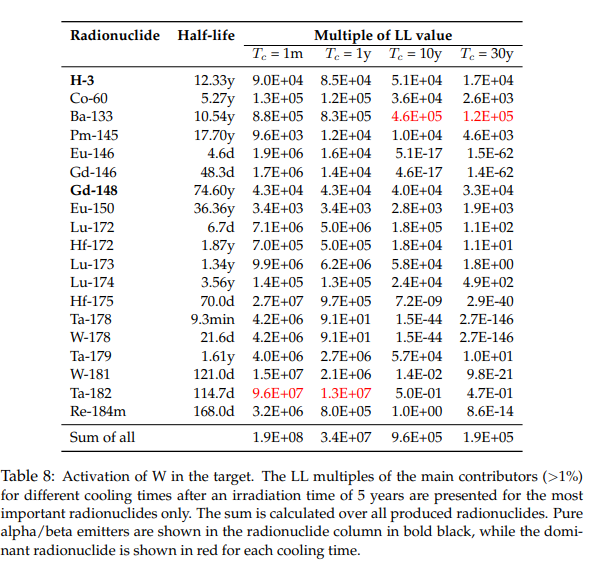 Radionuclide Half-life Multiple of LL value
Tc = 1m Tc = 1y Tc = 10y Tc = 30y
H-3 12.33y 9.0E+04 8.5E+04 5.1E+04 1.7E+04
Co-60 5.27y 1.3E+05 1.2E+05 3.6E+04 2.6E+03
Ba-133 10.54y 8.8E+05 8.3E+05 4.6E+05 1.2E+05
Pm-145 17.70y 9.6E+03 1.2E+04 1.0E+04 4.6E+03
Eu-146 4.6d 1.9E+06 1.6E+04 5.1E-17 1.5E-62
Gd-146 48.3d 1.7E+06 1.4E+04 4.6E-17 1.4E-62
Gd-148 74.60y 4.3E+04 4.3E+04 4.0E+04 3.3E+04
Eu-150 36.36y 3.4E+03 3.4E+03 2.8E+03 1.9E+03
Lu-172 6.7d 7.1E+06 5.0E+06 1.8E+05 1.1E+02
Hf-172 1.87y 7.0E+05 5.0E+05 1.8E+04 1.1E+01
Lu-173 1.34y 9.9E+06 6.2E+06 5.8E+04 1.8E+00
Lu-174 3.56y 1.4E+05 1.3E+05 2.4E+04 4.9E+02
Hf-175 70.0d 2.7E+07 9.7E+05 7.2E-09 2.9E-40
Ta-178 9.3min 4.2E+06 9.1E+01 1.5E-44 2.7E-146
W-178 21.6d 4.2E+06 9.1E+01 1.5E-44 2.7E-146
Ta-179 1.61y 4.0E+06 2.7E+06 5.7E+04 1.0E+01
W-181 121.0d 1.5E+07 2.1E+06 1.4E-02 9.8E-21
Ta-182 114.7d 9.6E+07 1.3E+07 5.0E-01 4.7E-01
Re-184m 168.0d 3.2E+06 8.0E+05 1.0E+00 8.6E-14
Sum of all 1.9E+08 3.4E+07 9.6E+05 1.9E+05
Table 8: Activation of W in the target. The LL multiples of the main contributors (>1%)
for different cooling times after an irradiation time of 5 years are presented for the most
important radionuclides only. The sum is calculated over all produced radionuclides. Pure
alpha/beta emitters are shown in the radionuclide column in bold black, while the domi-
nant radionuclide is shown in red for each cooling time.